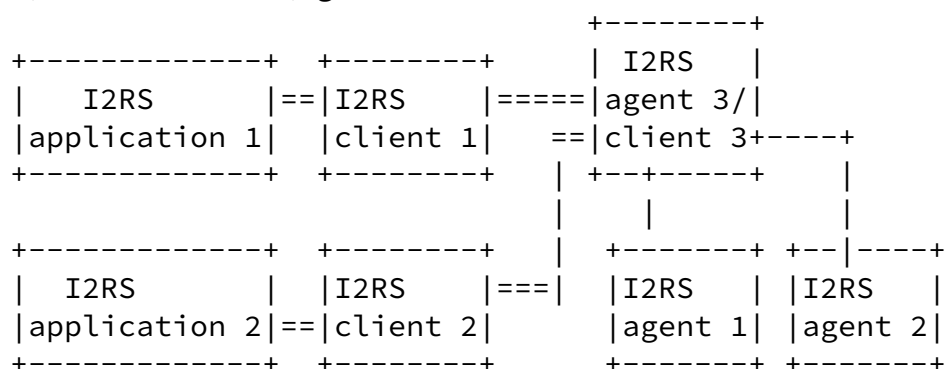 +--------+
+-------------+  +--------+                 | I2RS   |
|   I2RS      |==|I2RS    |=====|agent 3/|
|application 1|  |client 1|   ==|client 3+----+
+-------------+  +--------+   | +--+-----+    |
                              |    |          |
+-------------+  +--------+   |  +-------+ +--|----+
|  I2RS       |  |I2RS    |===|  |I2RS   | |I2RS   |
|application 2|==|client 2|      |agent 1| |agent 2|
+-------------+  +--------+      +-------+ +-------+